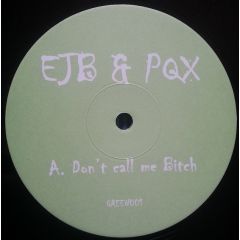 EJB & PQX
A. Don't call me Bitch
GREEN001